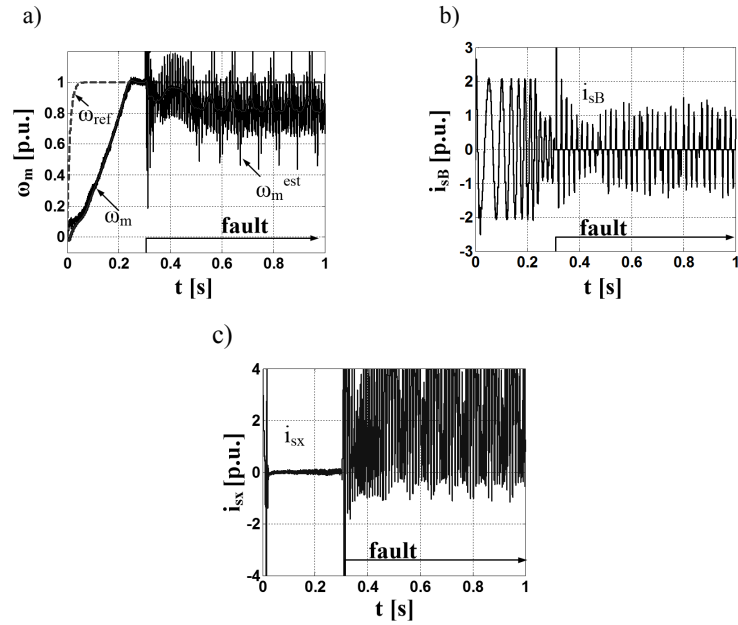 a)
b)
ω_m [p.u.]
1
0.8
0.6
0.4
0.2
0
ω_ref
ω_m
ω_m^est
fault
0 0.2 0.4 0.6 0.8 1
t [s]
i_sB [p.u.]
3
2
1
0
-1
-2
-3
i_sB
fault
0 0.2 0.4 0.6 0.8 1
t [s]
c)
i_sx [p.u.]
4
2
0
-2
-4
i_sx
fault
0 0.2 0.4 0.6 0.8 1
t [s]